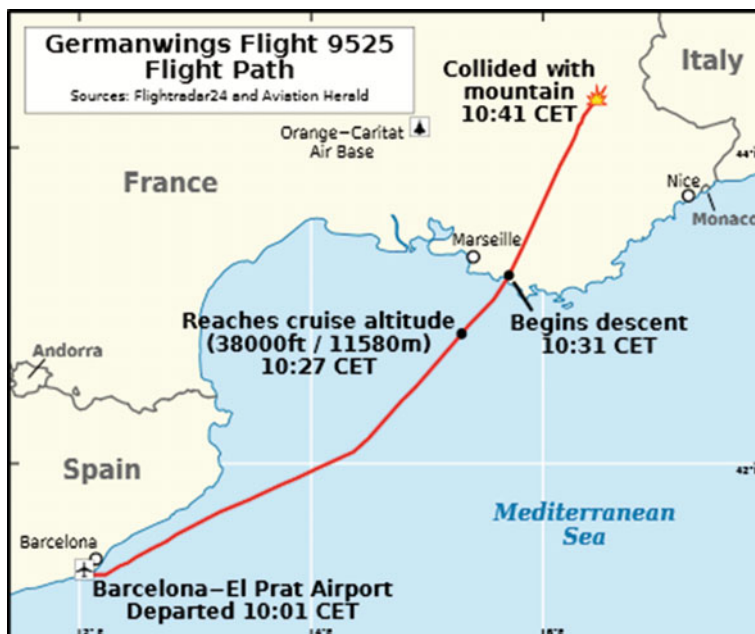 Germanwings Flight 9525
Flight Path
Sources: Flightradar24 and Aviation Herald
Collided with
mountain
10:41 CET
Italy
Orange−Caritat
Air Base
France
Nice
Monaco
Marseille
Reaches cruise altitude
(38000ft / 11580m)
10:27 CET
Begins descent
10:31 CET
Andorra
Spain
Mediterranean
Sea
Barcelona
Barcelona−El Prat Airport
Departed 10:01 CET